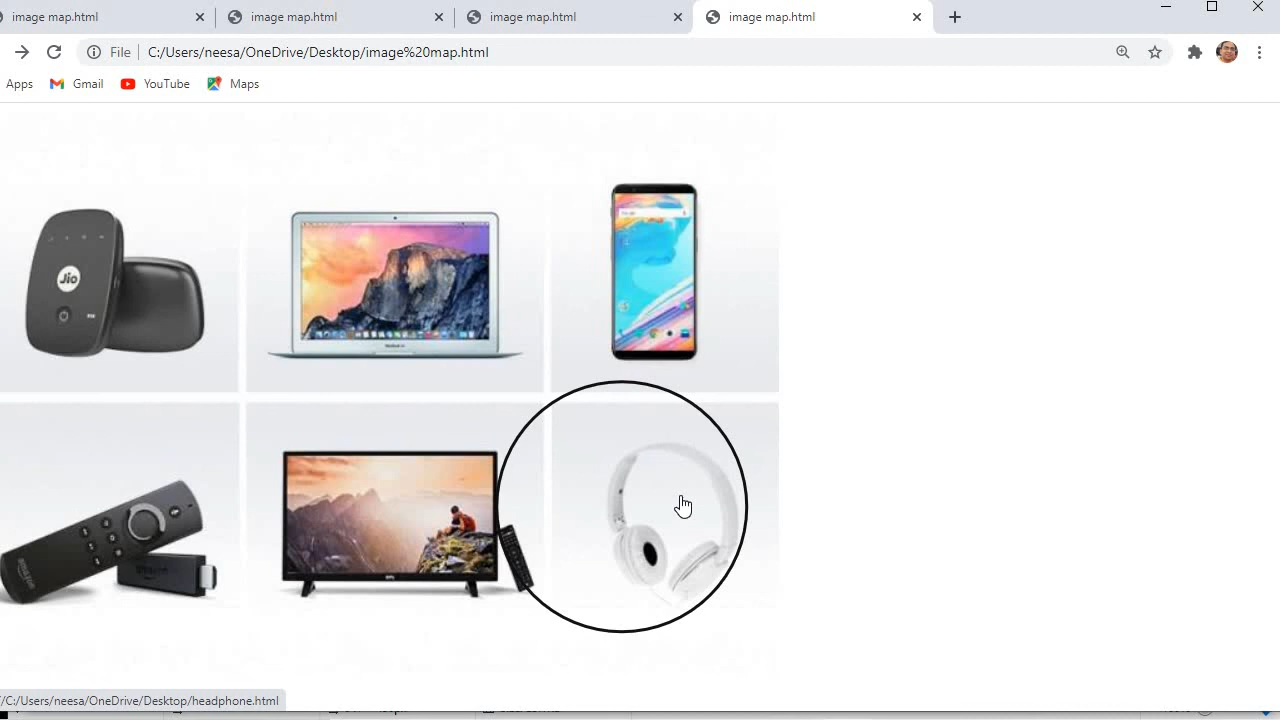 image map.html
image map.html
image map.html
image map.html
File
C:/Users/neesa/OneDrive/Desktop/image%20map.html
Apps
Gmail
YouTube
Maps
Jio
/C:/Users/neesa/OneDrive/Desktop/headphone.html